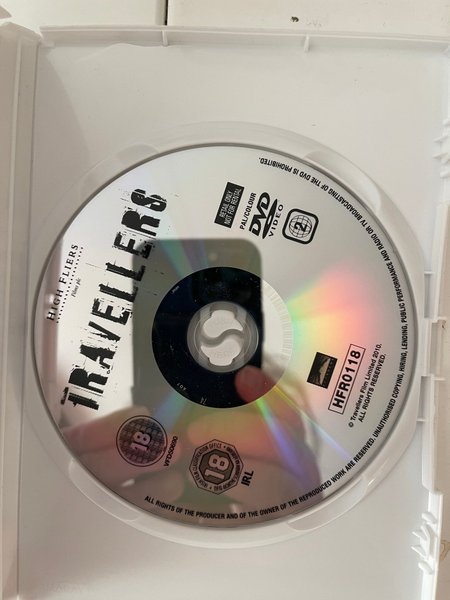 HIGH FLIERS
Films plc
TRAVELLERS
RETAIL ONLY
NOT FOR RENTAL
PAL/COLOUR
DVD
VIDEO
2
HFR0118
© Travellers Film Limited 2010.
ALL RIGHTS RESERVED.
18
18
IRL
ALL RIGHTS OF THE PRODUCER AND OF THE OWNER OF THE REPRODUCED WORK ARE RESERVED. UNAUTHORISED COPYING, HIRING, LENDING, PUBLIC PERFORMANCE AND RADIO OR TV BROADCASTING OF THE DVD IS PROHIBITED.